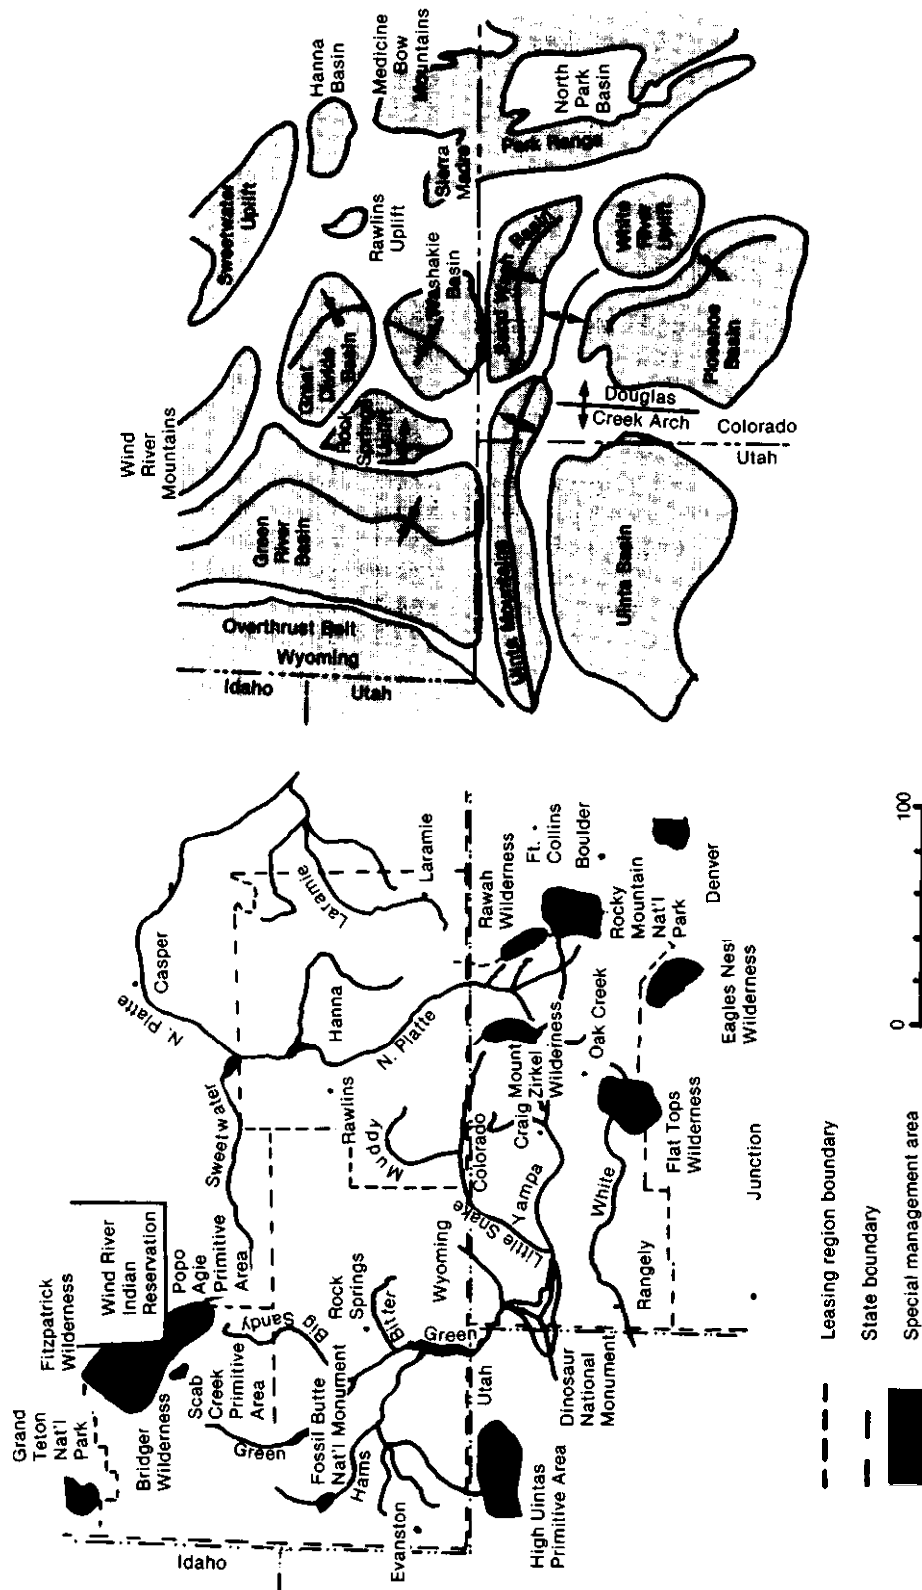 Grand
Teton
Nat'l
Park
Fitzpatrick
Wilderness
Wind River
Indian
Reservation
Bridger
Wilderness
Popo
Agie
Primitive
Area
Scab
Creek
Primitive
Area
Sweetwater
N. Platte
Casper
Green
Big
Sandy
Fossil Butte
Nat'l Monument
Hams
Rock
Springs
Bitter
Rawlins
Hanna
Laramie
Laramie
Idaho
Evanston
Green
Muddy
N. Platte
Wyoming
Utah
Colorado
High Uintas
Primitive Area
Dinosaur
National
Monument
Little Snake
Yampa
Craig
Mount
Zirkel
Wilderness
Rawah
Wilderness
Ft.
Collins
Boulder
Rocky
Mountain
Nat'l
Park
Oak Creek
White
Rangely
Flat Tops
Wilderness
Eagles Nest
Wilderness
Denver
Junction
Leasing region boundary
State boundary
Special management area
0
100
Wind
River
Mountains
Sweetwater
Uplift
Hanna
Basin
Green
River
Basin
Great
Divide
Basin
Rawlins
Uplift
Medicine
Bow
Mountains
Overthrust Belt
Wyoming
Idaho
Utah
Rock
Springs
Uplift
Washakie
Basin
Sierra
Madre
Uinta Mountains
Sand Wash Basin
Park Range
North
Park
Basin
White
River
Uplift
Uinta Basin
Douglas
Creek Arch
Piceance
Basin
Colorado
Utah